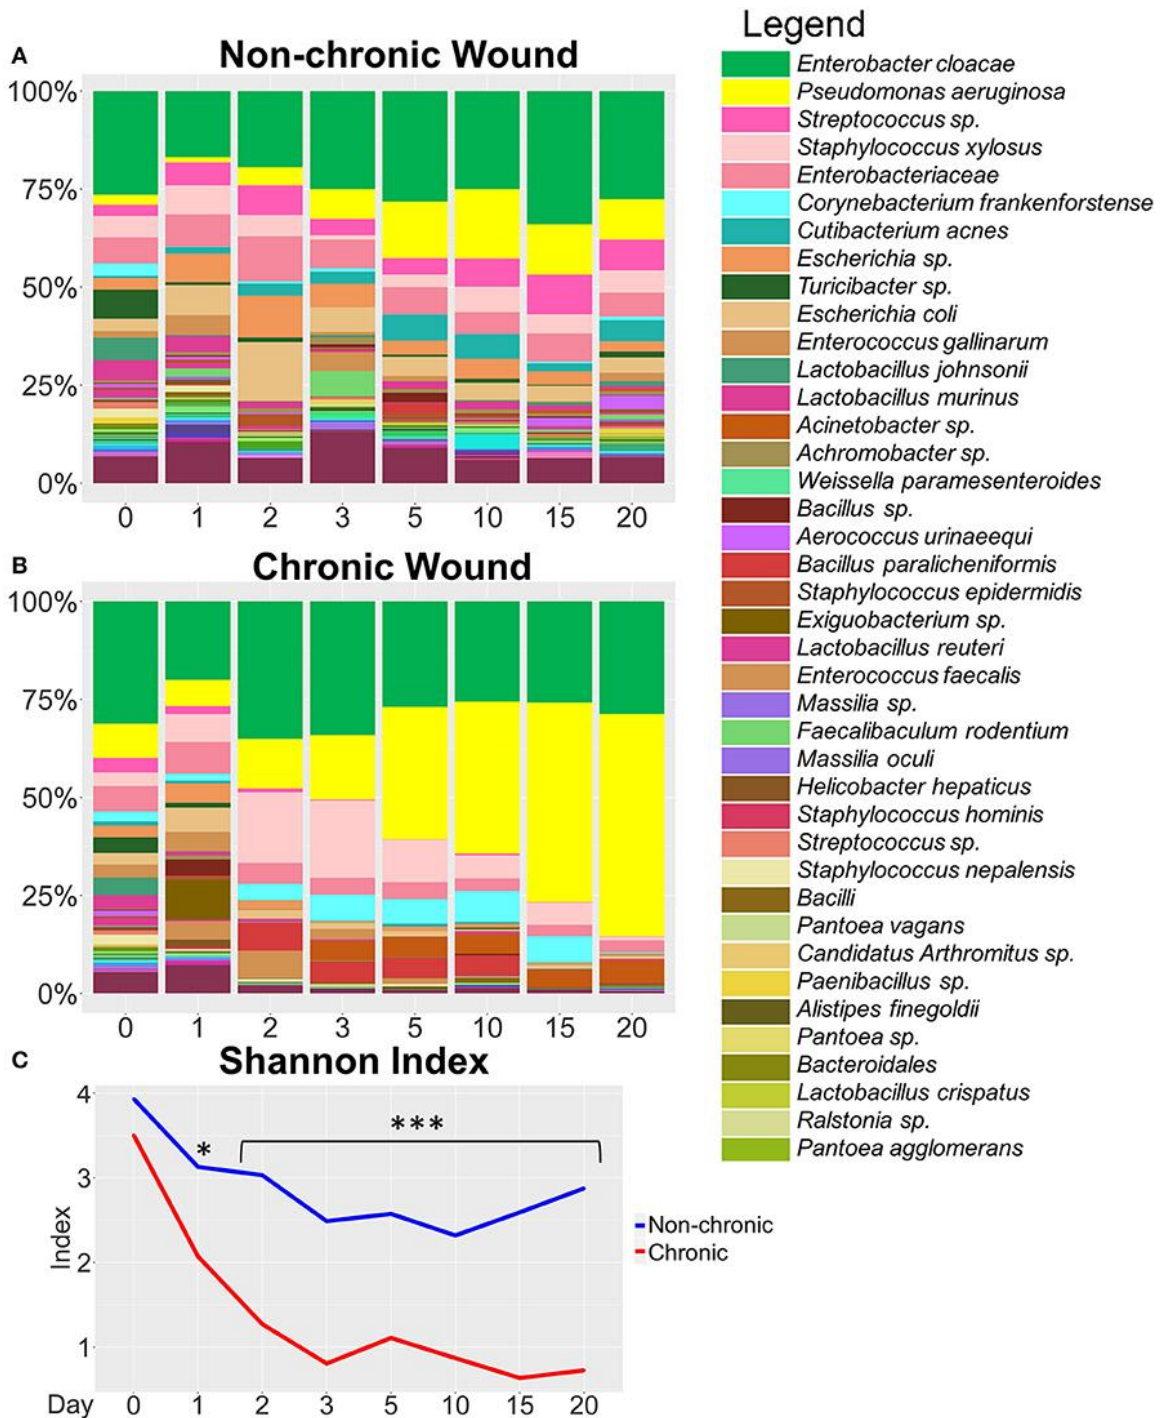 A
Non-chronic Wound
100%
75%
50%
25%
0%
0 1 2 3 5 10 15 20
B
Chronic Wound
100%
75%
50%
25%
0%
0 1 2 3 5 10 15 20
C
Shannon Index
4
3
2
1
Index
*
***
Day 0 1 2 3 5 10 15 20
Non-chronic
Chronic
Legend
Enterobacter cloacae
Pseudomonas aeruginosa
Streptococcus sp.
Staphylococcus xylosus
Enterobacteriaceae
Corynebacterium frankenforstense
Cutibacterium acnes
Escherichia sp.
Turicibacter sp.
Escherichia coli
Enterococcus gallinarum
Lactobacillus johnsonii
Lactobacillus murinus
Acinetobacter sp.
Achromobacter sp.
Weissella paramesenteroides
Bacillus sp.
Aerococcus urinaeequi
Bacillus paralicheniformis
Staphylococcus epidermidis
Exiguobacterium sp.
Lactobacillus reuteri
Enterococcus faecalis
Massilia sp.
Faecalibaculum rodentium
Massilia oculi
Helicobacter hepaticus
Staphylococcus hominis
Streptococcus sp.
Staphylococcus nepalensis
Bacilli
Pantoea vagans
Candidatus Arthromitus sp.
Paenibacillus sp.
Alistipes finegoldii
Pantoea sp.
Bacteroidales
Lactobacillus crispatus
Ralstonia sp.
Pantoea agglomerans